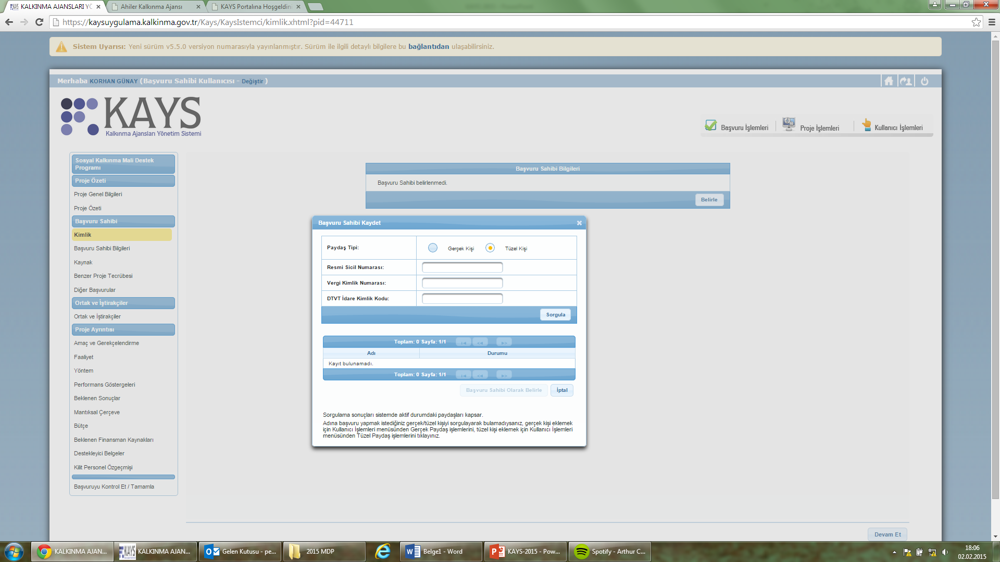 KALKINMA AJANSLARI YÖ
Ahiler Kalkınma Ajansı
KAYS Portalına Hoşgeldini
https://kaysuygulama.kalkinma.gov.tr/Kays/KaysIstemci/kimlik.xhtml?pid=44711
Sistem Uyarısı: Yeni sürüm v5.5.0 versiyon numarasıyla yayınlanmıştır. Sürüm ile ilgili detaylı bilgilere bu bağlantıdan ulaşabilirsiniz.
Merhaba KORHAN GÜNAY (Başvuru Sahibi Kullanıcısı - Değiştir )
KAYS
Kalkınma Ajansları Yönetim Sistemi
Başvuru İşlemleri
Proje İşlemleri
Kullanıcı İşlemleri
Sosyal Kalkınma Mali Destek
Programı
Proje Özeti
Proje Genel Bilgileri
Proje Özeti
Başvuru Sahibi
Kimlik
Başvuru Sahibi Bilgileri
Kaynak
Benzer Proje Tecrübesi
Diğer Başvurular
Ortak ve İştirakçiler
Ortak ve İştirakçiler
Proje Ayrıntısı
Amaç ve Gerekçelendirme
Faaliyet
Yöntem
Performans Göstergeleri
Beklenen Sonuçlar
Mantıksal Çerçeve
Bütçe
Beklenen Finansman Kaynakları
Destekleyici Belgeler
Kilit Personel Özgeçmişi
Başvuruyu Kontrol Et / Tamamla
Başvuru Sahibi Bilgileri
Başvuru Sahibi belirlenmedi.
Belirle
Başvuru Sahibi Kaydet
Paydaş Tipi:
Gerçek Kişi
Tüzel Kişi
Resmi Sicil Numarası:
Vergi Kimlik Numarası:
DTVT İdare Kimlik Kodu:
Sorgula
Toplam: 0 Sayfa: 1/1
Adı
Durumu
Kayıt bulunamadı.
Toplam: 0 Sayfa: 1/1
Başvuru Sahibi Olarak Belirle
İptal
Sorgulama sonuçları sistemde aktif durumdaki paydaşları kapsar.
Adına başvuru yapmak istediğiniz gerçek/tüzel kişiyi sorgulayarak bulamadıysanız, gerçek kişi eklemek
için Kullanıcı İşlemleri menüsünden Gerçek Paydaş işlemlerini, tüzel kişi eklemek için Kullanıcı İşlemleri
menüsünden Tüzel Paydaş işlemlerini tıklayınız.
Devam Et
KALKINMA AJAN...
KALKINMA AJAN...
Gelen Kutusu - pe...
2015 MDP
Belge1 - Word
KAYS-2015 - Pow...
Spotify - Arthur C...
18:06
02.02.2015